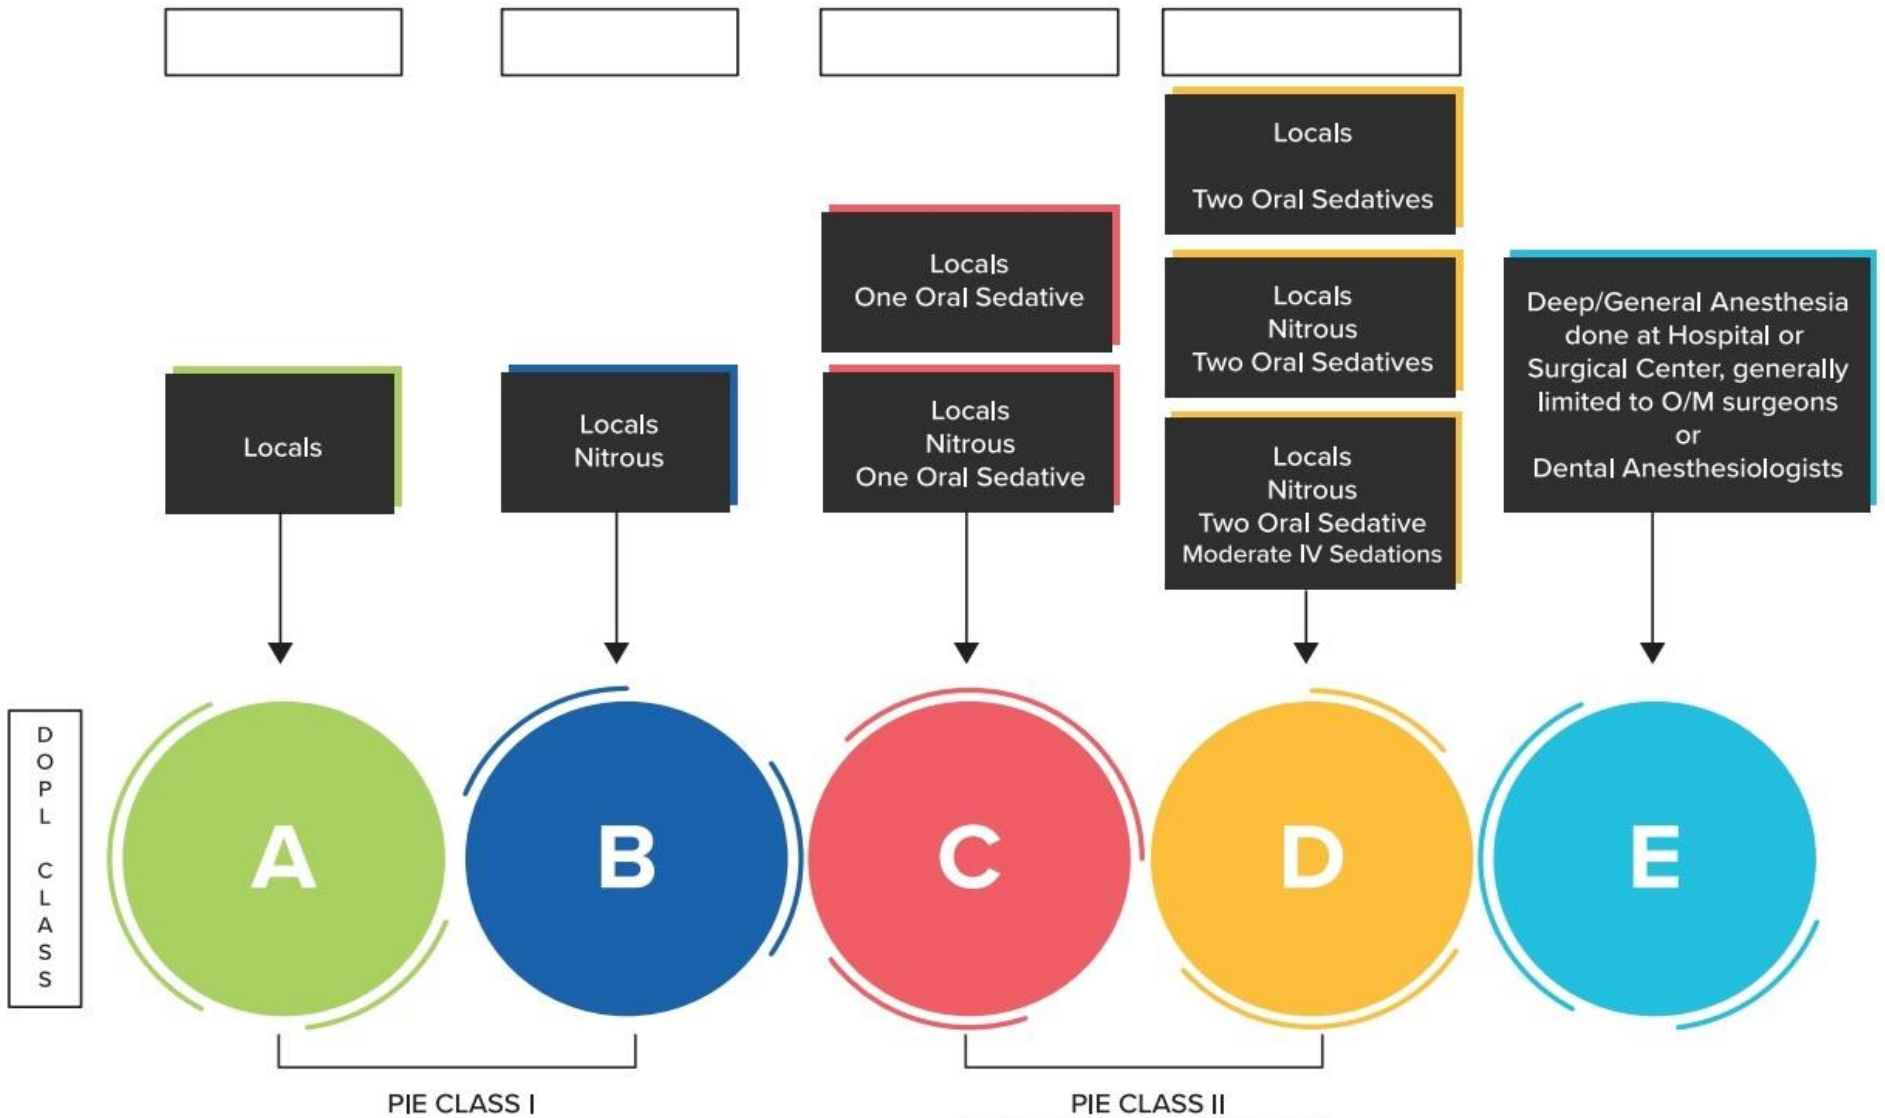 Locals
Locals
Nitrous
Locals
One Oral Sedative
Locals
Nitrous
One Oral Sedative
Locals
Two Oral Sedatives
Locals
Nitrous
Two Oral Sedatives
Locals
Nitrous
Two Oral Sedative
Moderate IV Sedations
Deep/General Anesthesia
done at Hospital or
Surgical Center, generally
limited to O/M surgeons
or
Dental Anesthesiologists
DOPL CLASS
A
B
C
D
E
PIE CLASS I
PIE CLASS II